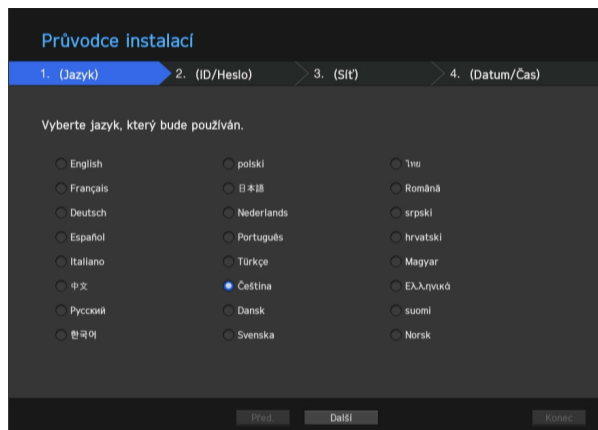 Průvodce instalací
1. (Jazyk) 2. (ID/Heslo) 3. (Síť) 4. (Datum/Čas)
Vyberte jazyk, který bude používán.
English polski ไทย
Français 日本語 Română
Deutsch Nederlands srpski
Español Português hrvatski
Italiano Türkçe Magyar
中文 Čeština Ελληνικά
Русский Dansk suomi
한국어 Svenska Norsk
Před. Další Konec